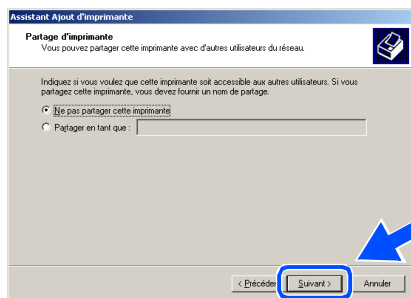 Assistant Ajout d'imprimante
Partage d'imprimante
Vous pouvez partager cette imprimante avec d'autres utilisateurs du réseau.
Indiquez si vous voulez que cette imprimante soit accessible aux autres utilisateurs. Si vous
partagez cette imprimante, vous devez fournir un nom de partage.
Ne pas partager cette imprimante
Partager en tant que :
< Précéder Suivant > Annuler